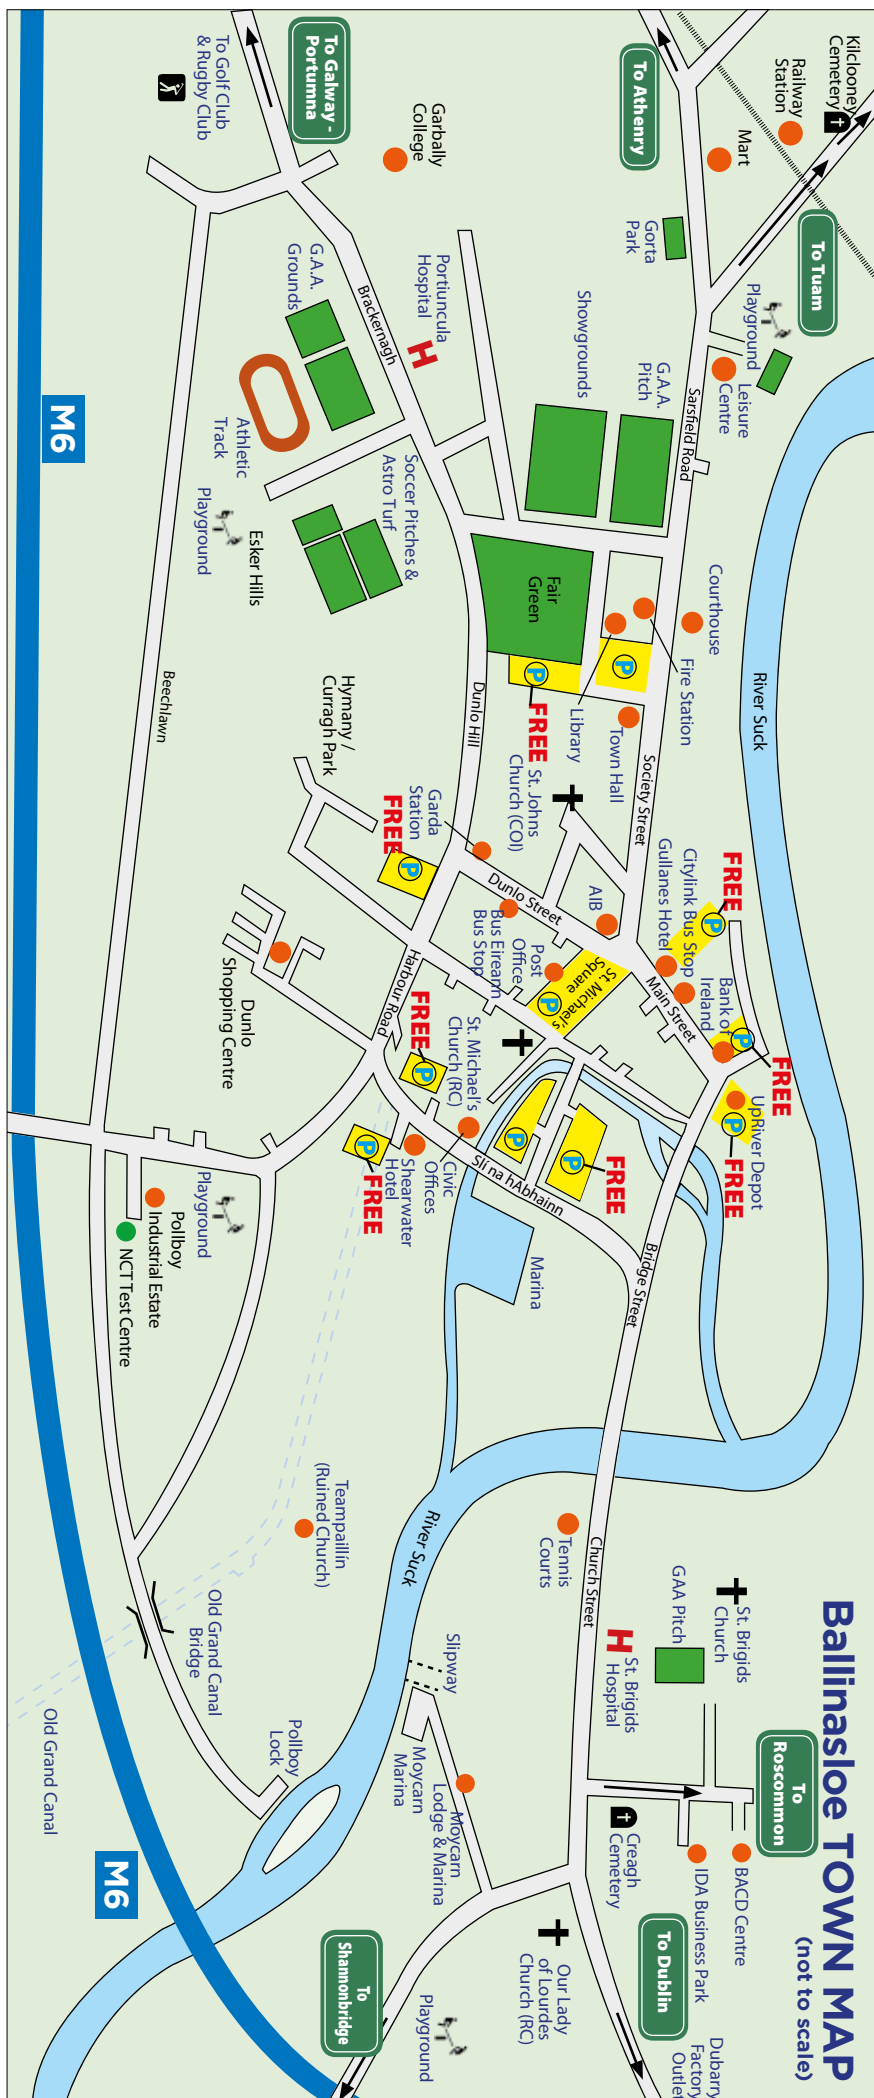 Ballinasloe TOWN MAP
(not to scale)
Kilclooney
Cemetery
Railway
Station
Mart
To Tuam
To Athenry
Gorta
Park
To Galway -
Portumna
To Golf Club
& Rugby Club
Garbally
College
Playground
Leisure
Centre
Sarsfield Road
G.A.A.
Pitch
Showgrounds
Portiuncula
Hospital
H
Brackernagh
G.A.A.
Grounds
Athletic
Track
Soccer Pitches &
Astro Turf
Playground
Esker Hills
M6
Beechlawn
River Suck
Courthouse
Fire Station
Library
Town Hall
Fair
Green
P
P
FREE
Dunlo Hill
Society Street
St. Johns
Church (COI)
Hymany /
Curragh Park
Garda
Station
FREE
P
Dunlo Street
AIB
Gullanes Hotel
Citylink Bus Stop
FREE
P
Bank of
Ireland
P
FREE
Main Street
St. Michael's
Square
P
Post
Office
Bus Eireann
Bus Stop
Harbour Road
Dunlo
Shopping Centre
FREE
P
St. Michael's
Church (RC)
UpRiver Depot
P
FREE
P
P
FREE
Civic
Offices
Shearwater
Hotel
P
FREE
Sli na hAbhainn
Bridge Street
Marina
Playground
Pollboy
Industrial Estate
NCT Test Centre
Teampaillín
(Ruined Church)
River Suck
Tennis
Courts
Church Street
St. Brigids
Church
GAA Pitch
H
St. Brigids
Hospital
Old Grand Canal
Bridge
Old Grand Canal
Slipway
Moycarn
Marina
Moycarn
Lodge & Marina
Pollboy
Lock
M6
To
Roscommon
BACD Centre
IDA Business Park
Creagh
Cemetery
To Dublin
Our Lady
of Lourdes
Church (RC)
To
Shannonbridge
Playground
Dubarry
Factory
Outlet